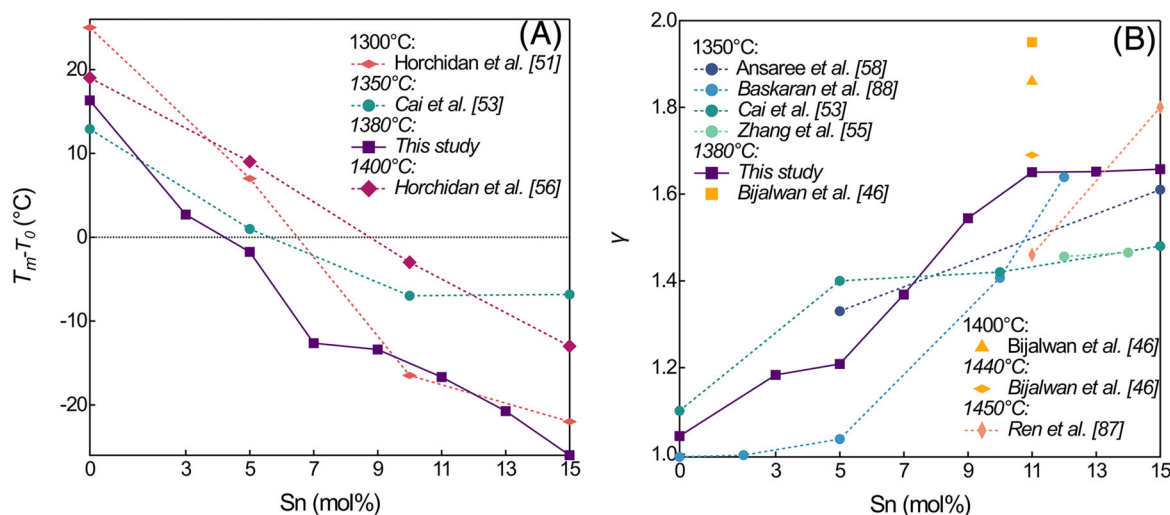 (A)
1300°C:
Horchidan et al. [51]
1350°C:
Cai et al. [53]
1380°C:
This study
1400°C:
Horchidan et al. [56]
20
10
0
-10
-20
Tm-T0 (°C)
0 3 5 7 9 11 13 15
Sn (mol%)
(B)
1350°C:
Ansaree et al. [58]
Baskaran et al. [88]
Cai et al. [53]
Zhang et al. [55]
1380°C:
This study
Bijalwan et al. [46]
1400°C:
Bijalwan et al. [46]
1440°C:
Bijalwan et al. [46]
1450°C:
Ren et al. [87]
2.0
1.8
1.6
1.4
1.2
1.0
γ
0 3 5 7 9 11 13 15
Sn (mol%)